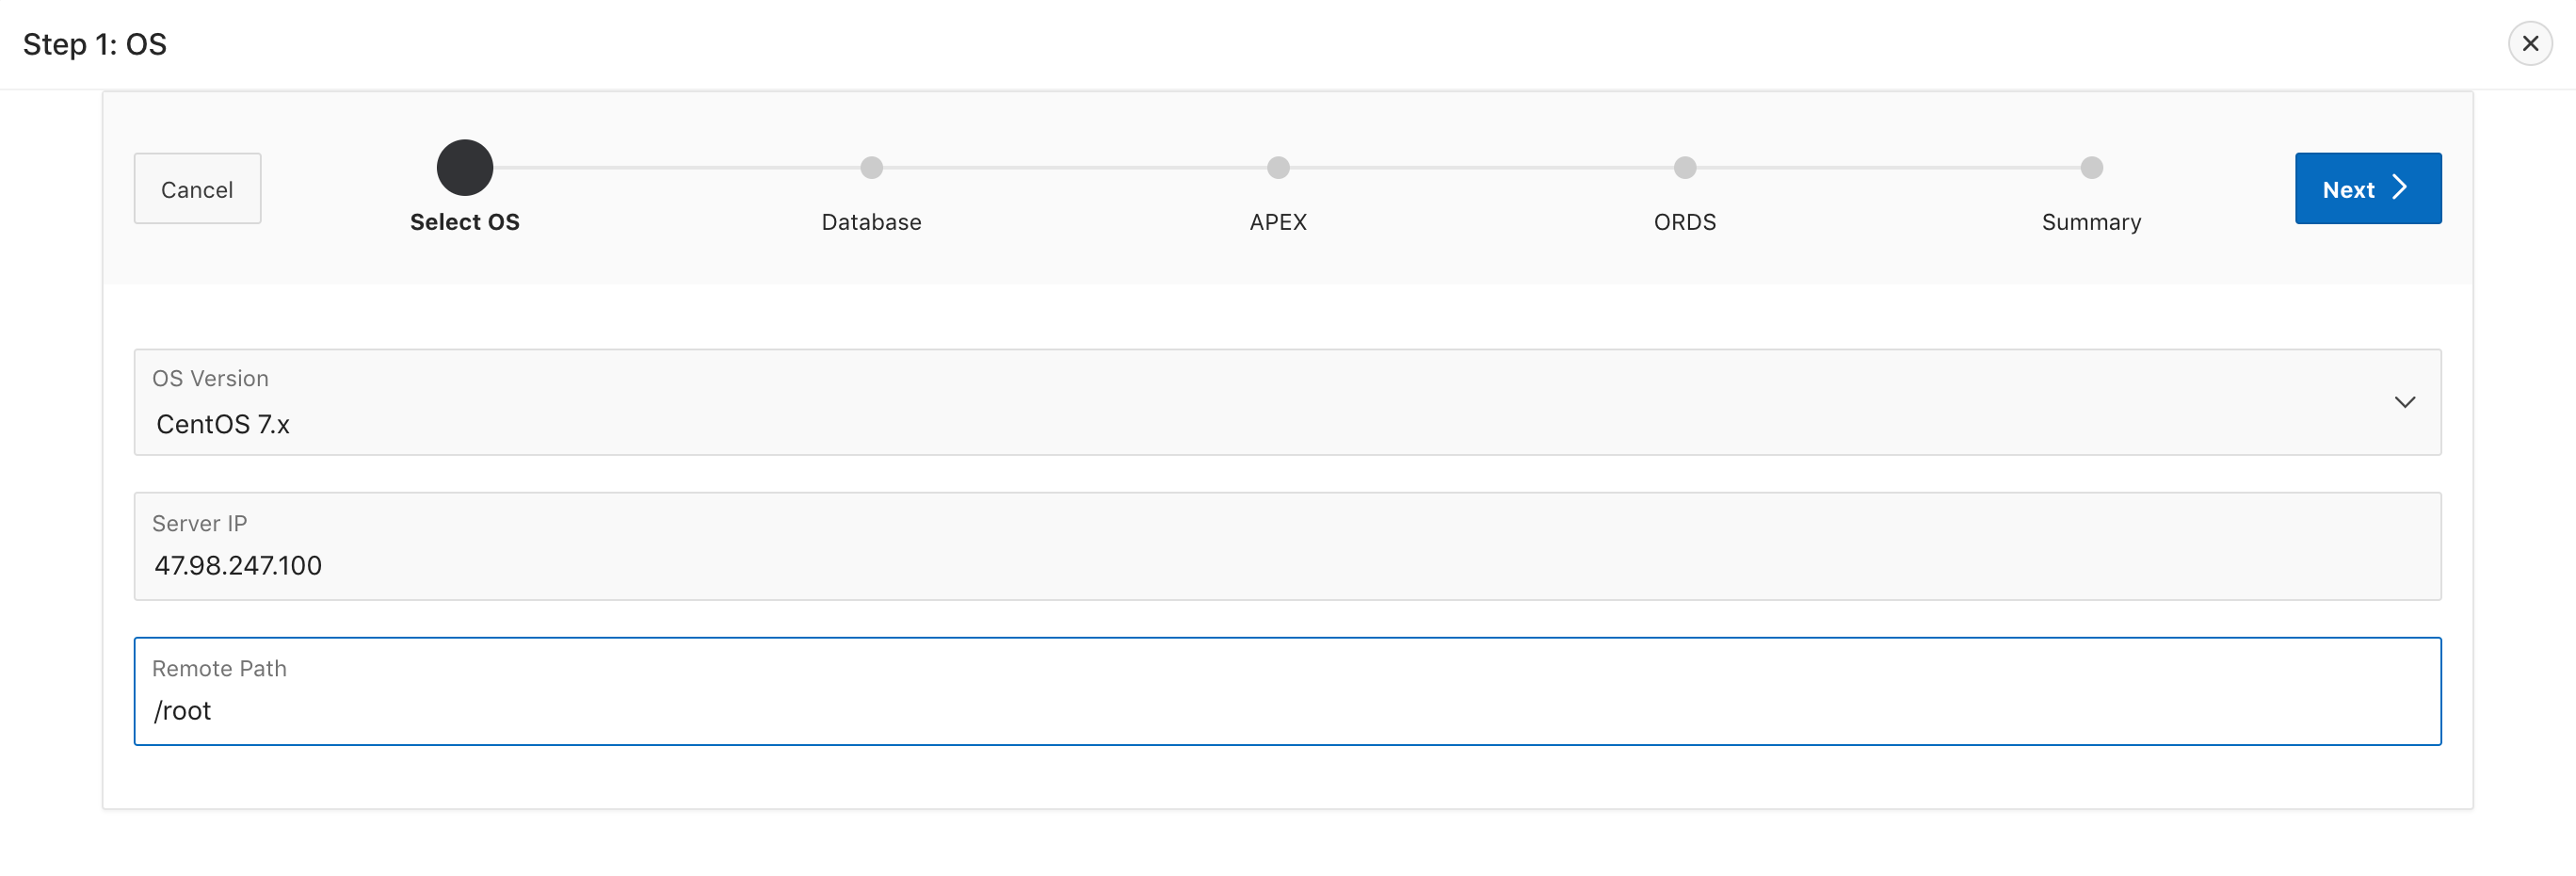 Step 1: OS
Cancel
Select OS
Database
APEX
ORDS
Summary
Next
OS Version
CentOS 7.x
Server IP
47.98.247.100
Remote Path
/root